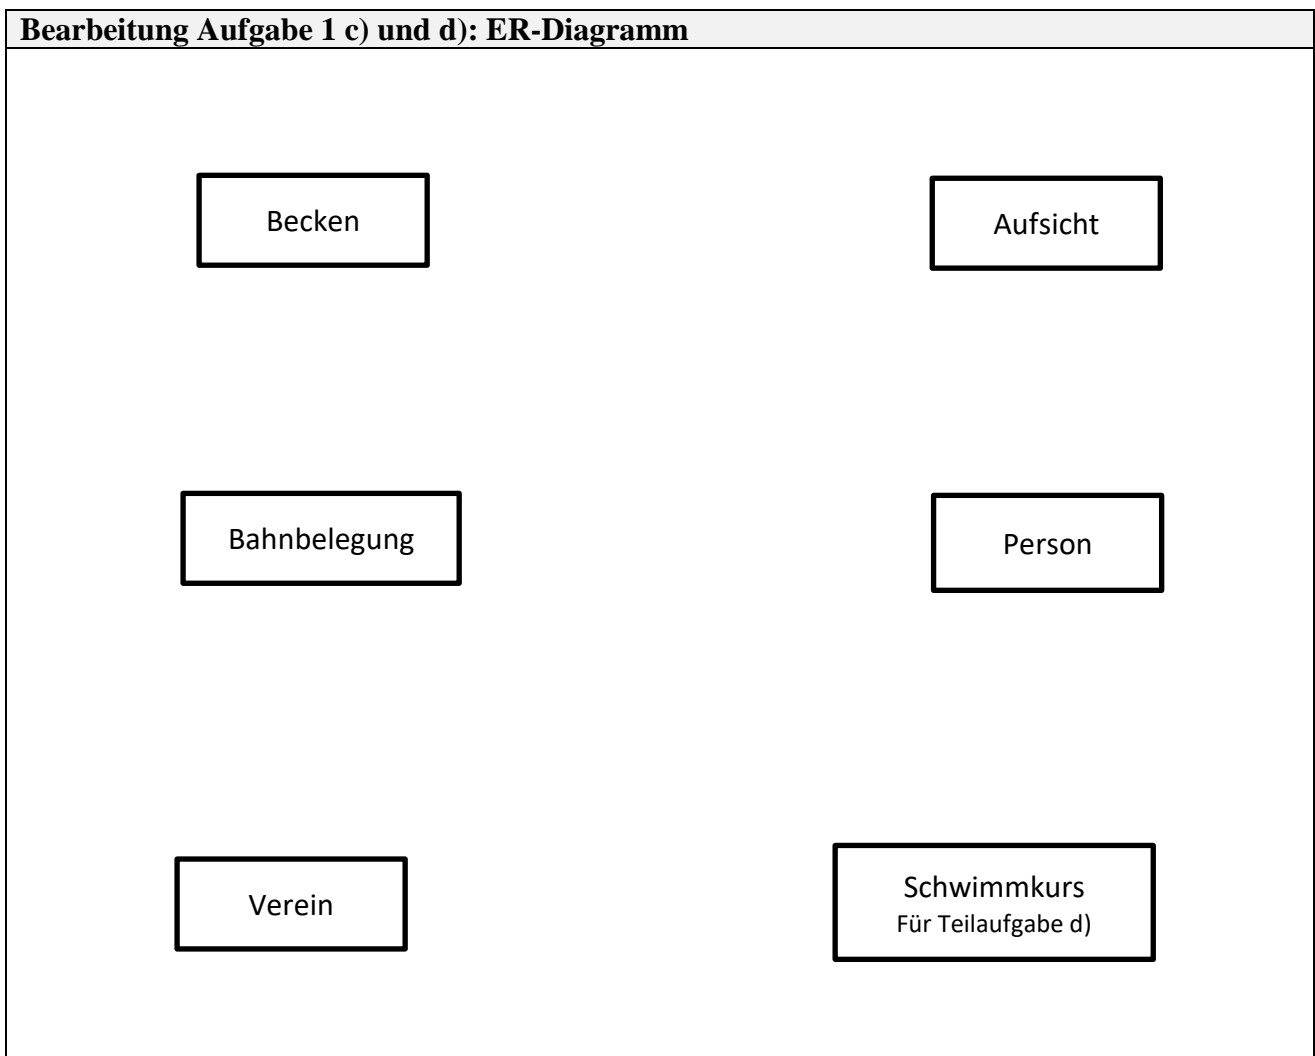 Bearbeitung Aufgabe 1 c) und d): ER-Diagramm
Becken
Aufsicht
Bahnbelegung
Person
Verein
Schwimmkurs
Für Teilaufgabe d)